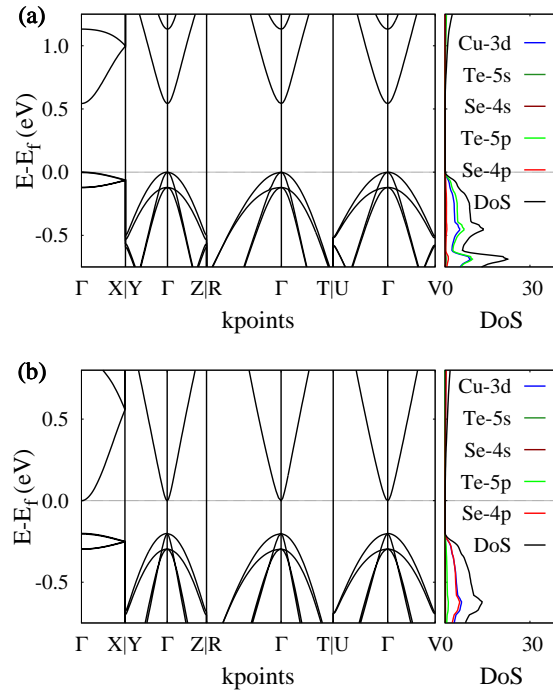 (a)
1.0
0.5
0.0
-0.5
E-E_f (eV)
Γ X|Y Γ Z|R Γ T|U Γ V0 30
kpoints DoS
Cu-3d
Te-5s
Se-4s
Te-5p
Se-4p
DoS
(b)
0.5
0.0
-0.5
E-E_f (eV)
Γ X|Y Γ Z|R Γ T|U Γ V0 30
kpoints DoS
Cu-3d
Te-5s
Se-4s
Te-5p
Se-4p
DoS